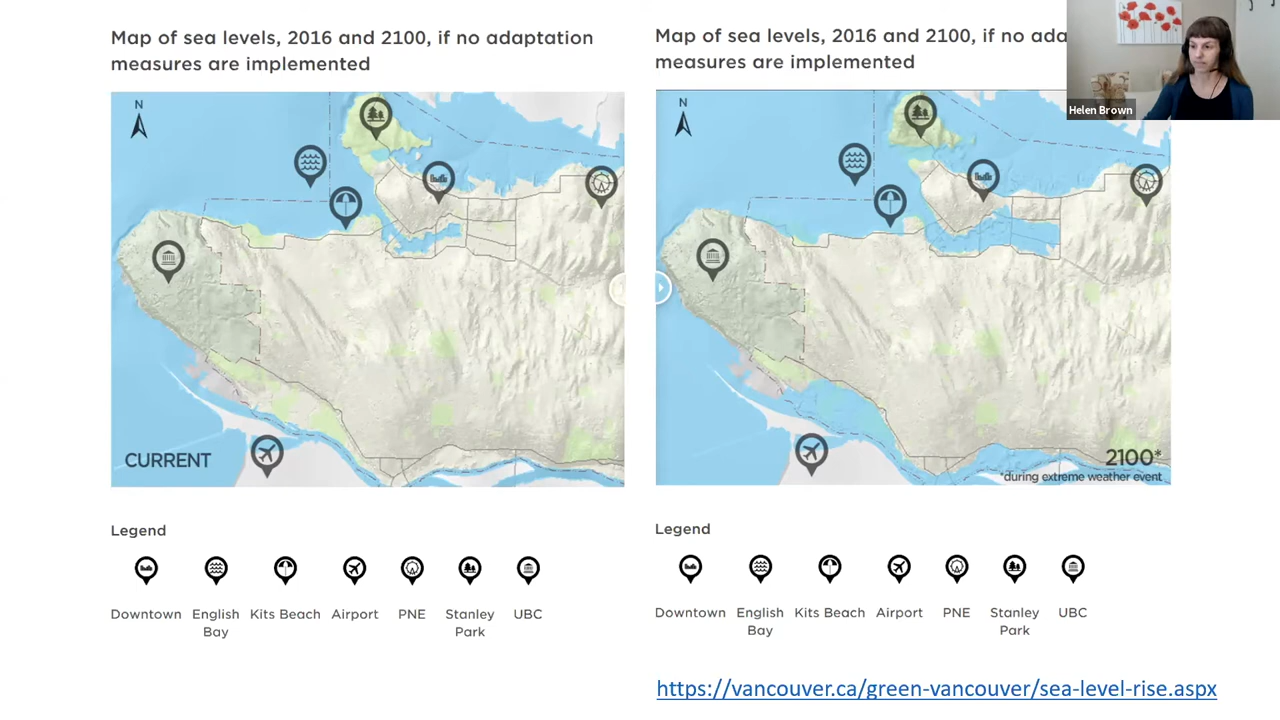 Map of sea levels, 2016 and 2100, if no adaptation
measures are implemented
N
CURRENT
Legend
Downtown
English
Bay
Kits Beach
Airport
PNE
Stanley
Park
UBC
Map of sea levels, 2016 and 2100, if no ada
measures are implemented
N
2100*
*during extreme weather event
Legend
Downtown
English
Bay
Kits Beach
Airport
PNE
Stanley
Park
UBC
https://vancouver.ca/green-vancouver/sea-level-rise.aspx
Helen Brown